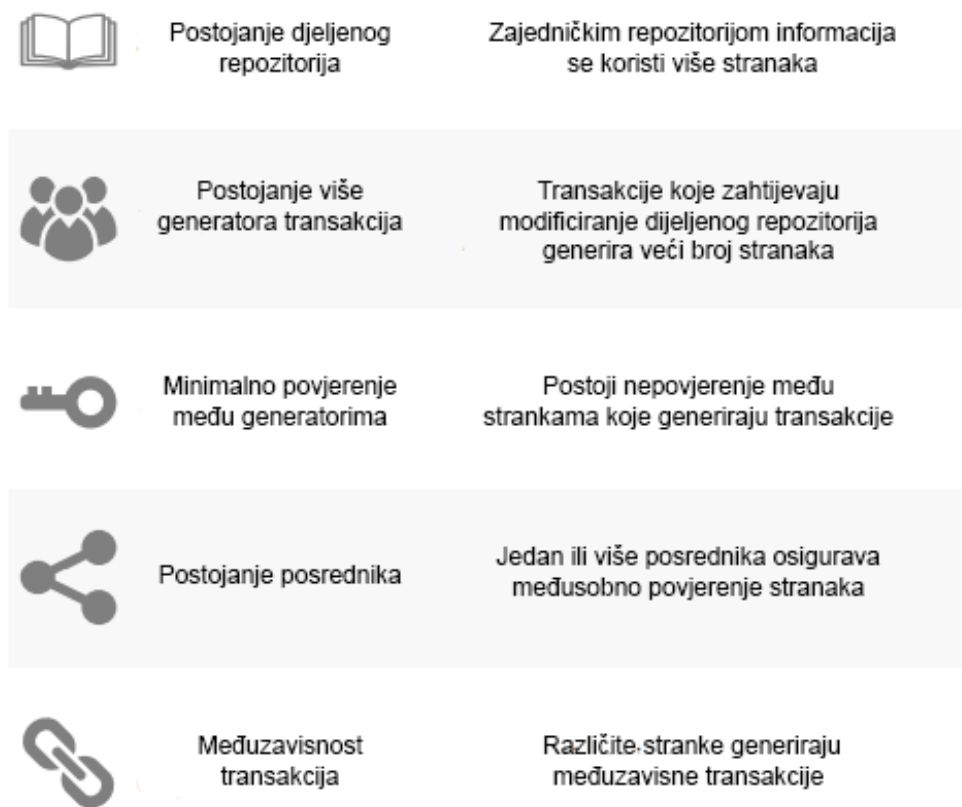 Postojanje djeljenog
repozitorija
Zajedničkim repozitorijom informacija
se koristi više stranaka
Postojanje više
generatora transakcija
Transakcije koje zahtijevaju
modificiranje dijeljenog repozitorija
generira veći broj stranaka
Minimalno povjerenje
među generatorima
Postoji nepovjerenje među
strankama koje generiraju transakcije
Postojanje posrednika
Jedan ili više posrednika osigurava
međusobno povjerenje stranaka
Međuzavisnost
transakcija
Različite stranke generiraju
međuzavisne transakcije